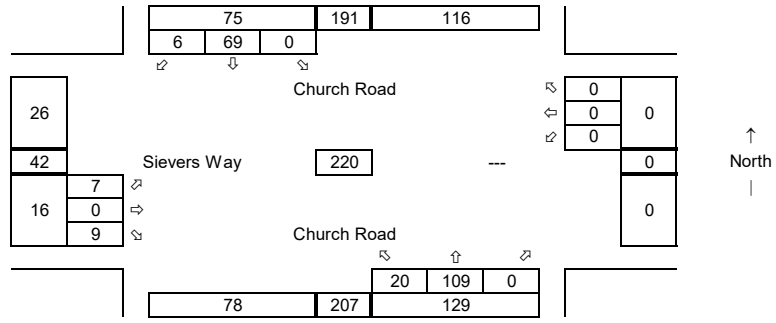 75 191 116
6 69 0
↙ ⇩ ↘
Church Road ↖ 0
26 ⇦ 0 0
↙ 0
↑
42 Sievers Way 220 --- 0 North
|
7 ↗
16 0 ⇨ 0
9 ↘ Church Road
↖ ⇧ ↗
20 109 0
78 207 129